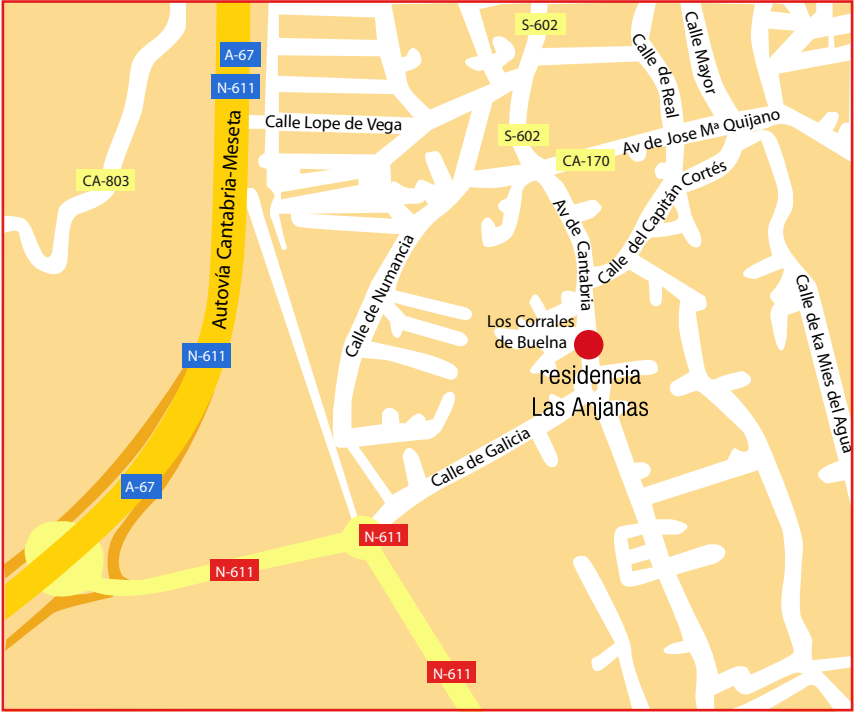 S-602
A-67
N-611
Calle Mayor
Calle de Real
Calle Lope de Vega
S-602
Av de Jose Mª Quijano
CA-170
CA-803
Autovía Cantabria-Meseta
Calle del Capitán Cortés
Av de Cantabria
Calle de Numancia
Calle de ka Mies del Agua
Los Corrales
de Buelna
N-611
residencia
Las Anjanas
Calle de Galicia
A-67
N-611
N-611
N-611